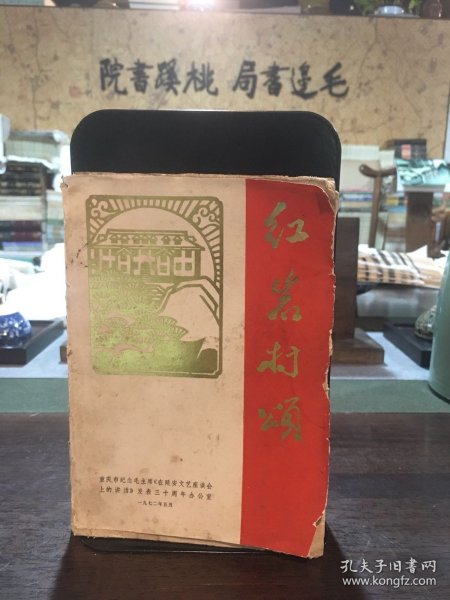 院書蹊桃 局書邊毛
红岩村颂
重庆市纪念毛主席《在延安文艺座谈会
上的讲话》发表三十周年办公室
一九七二年五月
孔夫子旧书网
www.kongfz.com